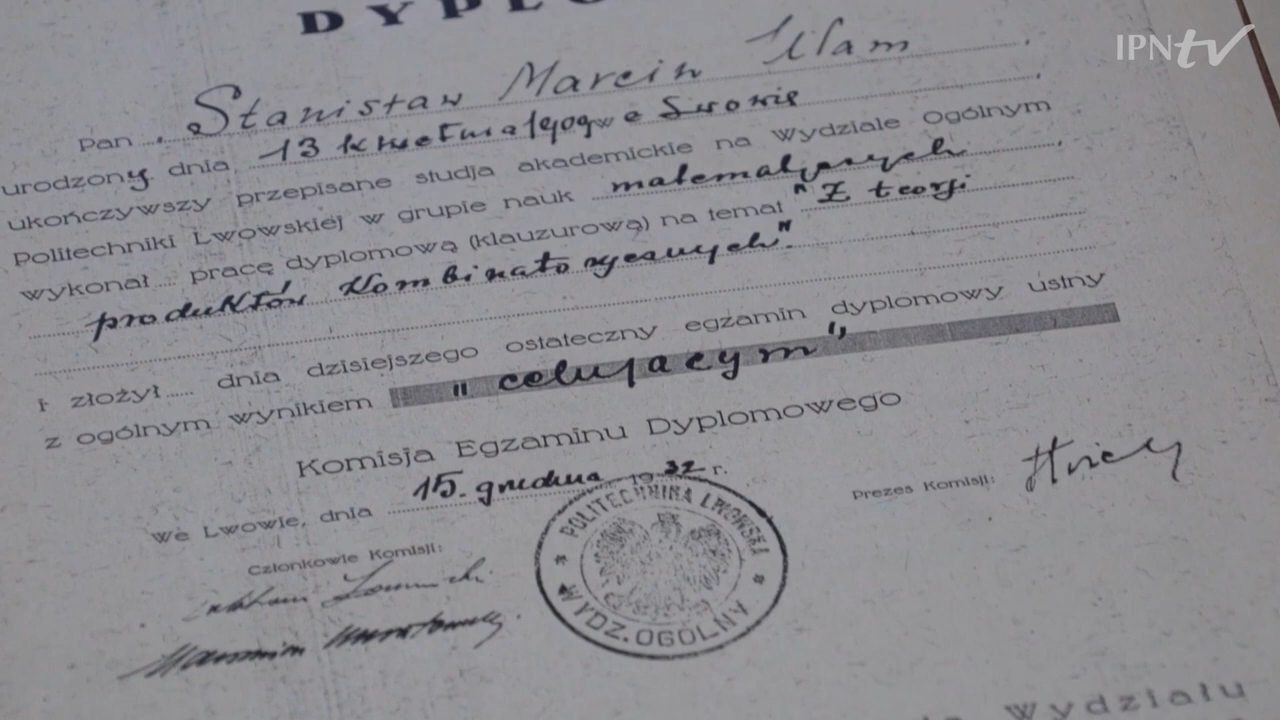 IPNtv
DYPLO
Pan Stanisław Marcin Ulam
urodzony dnia 13 kwietnia 1909 we Lwowie
ukończywszy przepisane studja akademickie na Wydziale Ogólnym
Politechniki Lwowskiej w grupie nauk matematycznych
wykonał pracę dyplomową (klauzurową) na temat "Z teorji
produktów kombinatorycznych".
i złożył dnia dzisiejszego ostateczny egzamin dyplomowy ustny
z ogólnym wynikiem "celującym"
Komisja Egzaminu Dyplomowego
We Lwowie, dnia 15. grudnia 1932 r.
Prezes Komisji:
Członkowie Komisji:
POLITECHNIKA LWOWSKA
WYDZ. OGÓLNY
Wydziału